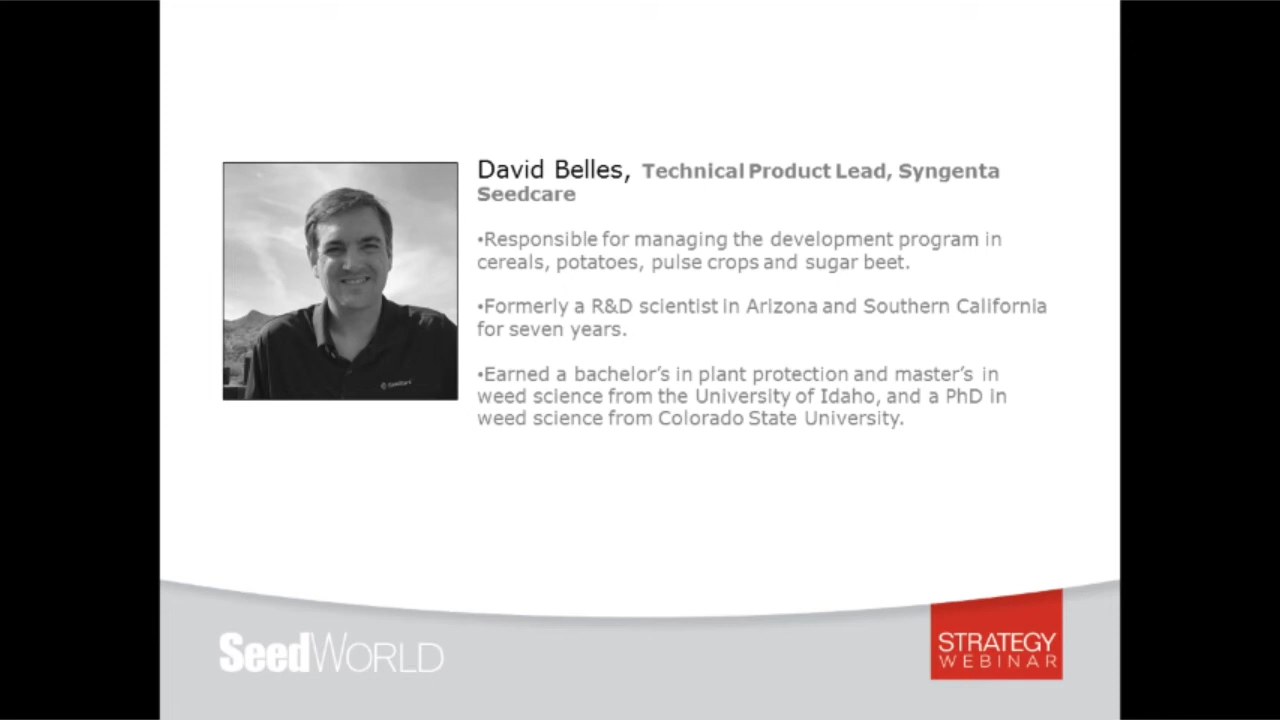 David Belles, Technical Product Lead, Syngenta
Seedcare
•Responsible for managing the development program in
cereals, potatoes, pulse crops and sugar beet.
•Formerly a R&D scientist in Arizona and Southern California
for seven years.
•Earned a bachelor's in plant protection and master's in
weed science from the University of Idaho, and a PhD in
weed science from Colorado State University.
SeedWORLD
STRATEGY
WEBINAR